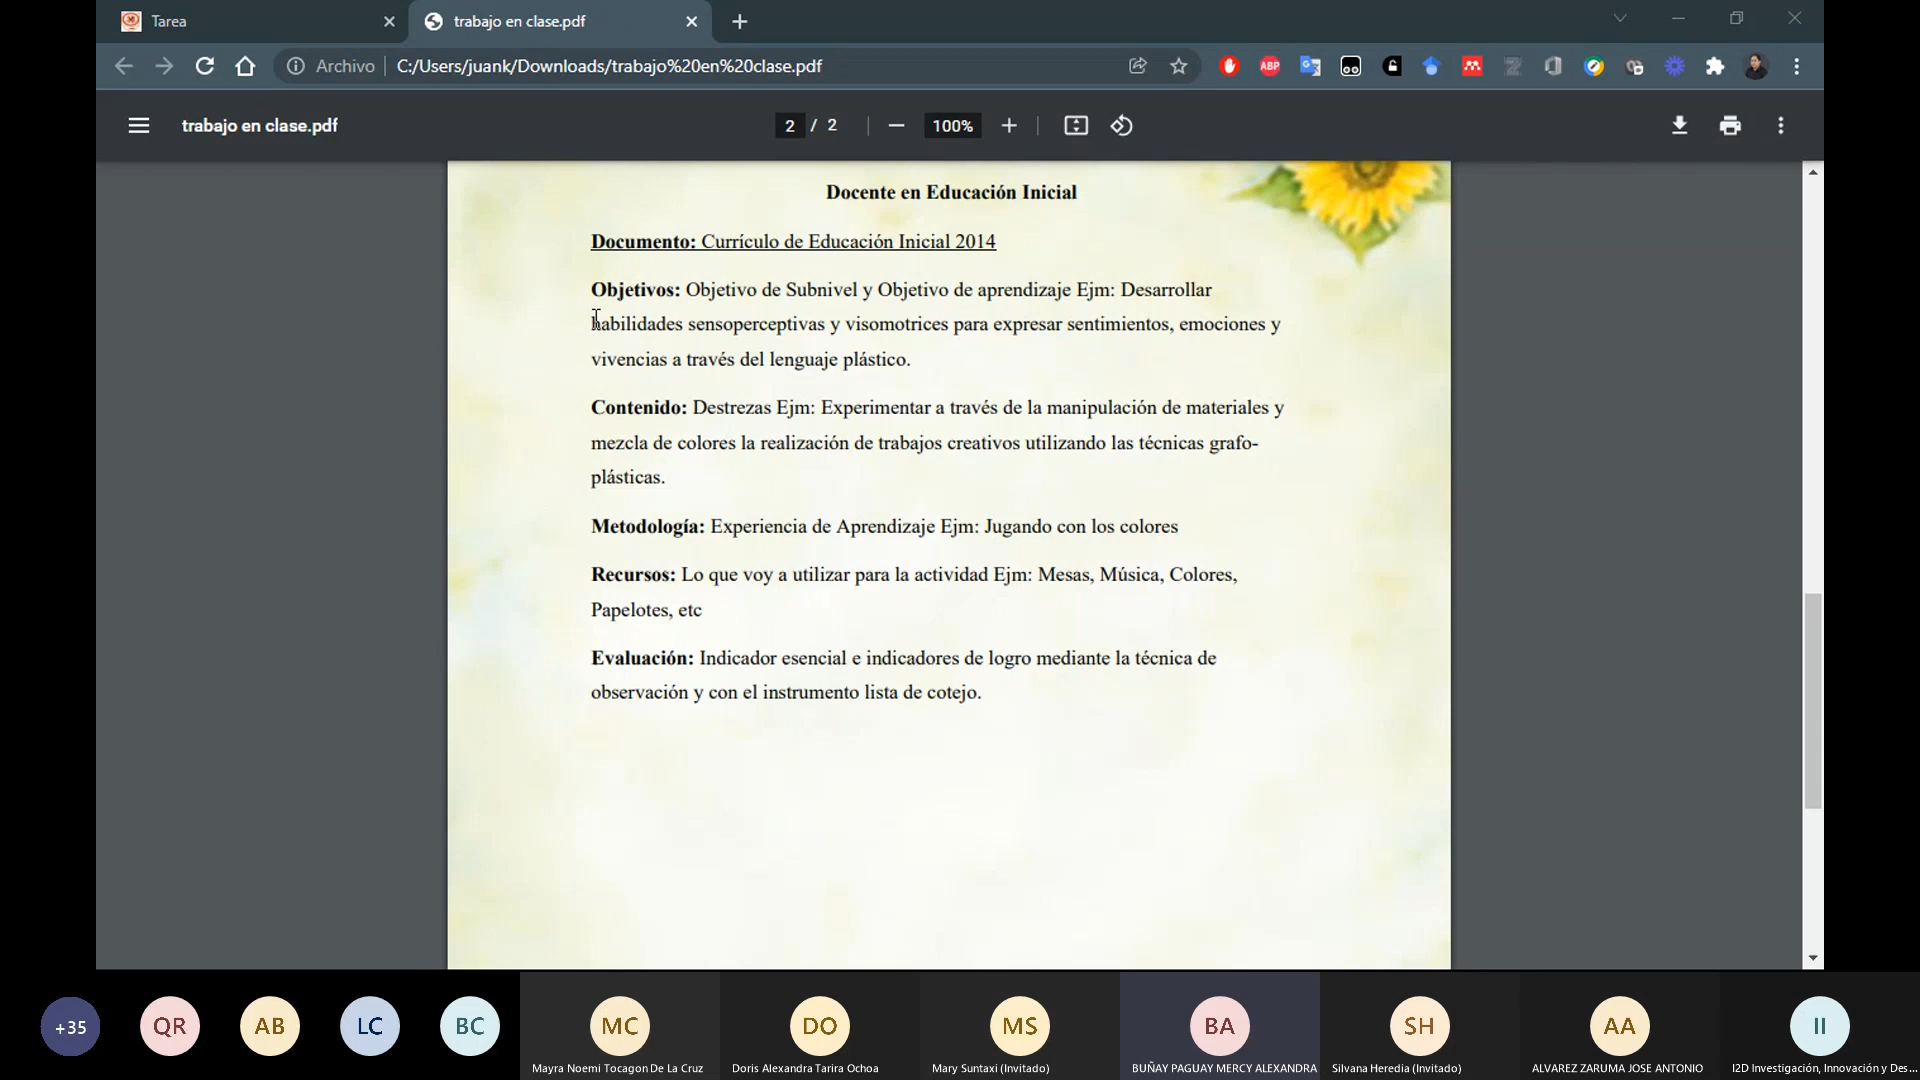 Tarea
trabajo en clase.pdf
Archivo
C:/Users/juank/Downloads/trabajo%20en%20clase.pdf
ABP
trabajo en clase.pdf
2 / 2
100%
Docente en Educación Inicial
Documento: Currículo de Educación Inicial 2014
Objetivos: Objetivo de Subnivel y Objetivo de aprendizaje Ejm: Desarrollar
habilidades sensoperceptivas y visomotrices para expresar sentimientos, emociones y
vivencias a través del lenguaje plástico.
Contenido: Destrezas Ejm: Experimentar a través de la manipulación de materiales y
mezcla de colores la realización de trabajos creativos utilizando las técnicas grafo-
plásticas.
Metodología: Experiencia de Aprendizaje Ejm: Jugando con los colores
Recursos: Lo que voy a utilizar para la actividad Ejm: Mesas, Música, Colores,
Papelotes, etc
Evaluación: Indicador esencial e indicadores de logro mediante la técnica de
observación y con el instrumento lista de cotejo.
+35 QR AB LC BC MC DO MS BA SH AA II
Mayra Noemi Tocagon De La Cruz
Doris Alexandra Tarira Ochoa
Mary Suntaxi (Invitado)
BUÑAY PAGUAY MERCY ALEXANDRA
Silvana Heredia (Invitado)
ALVAREZ ZARUMA JOSE ANTONIO
I2D Investigación, Innovación y Des...